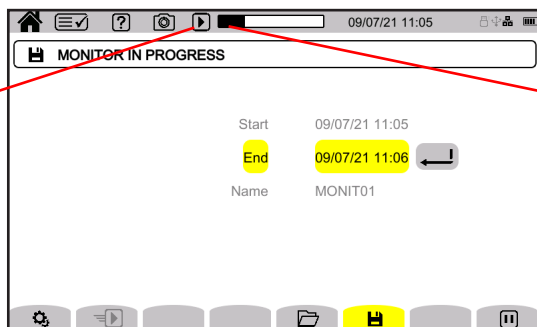 09/07/21 11:05
MONITOR IN PROGRESS
Start 09/07/21 11:05
End 09/07/21 11:06
Name MONIT01